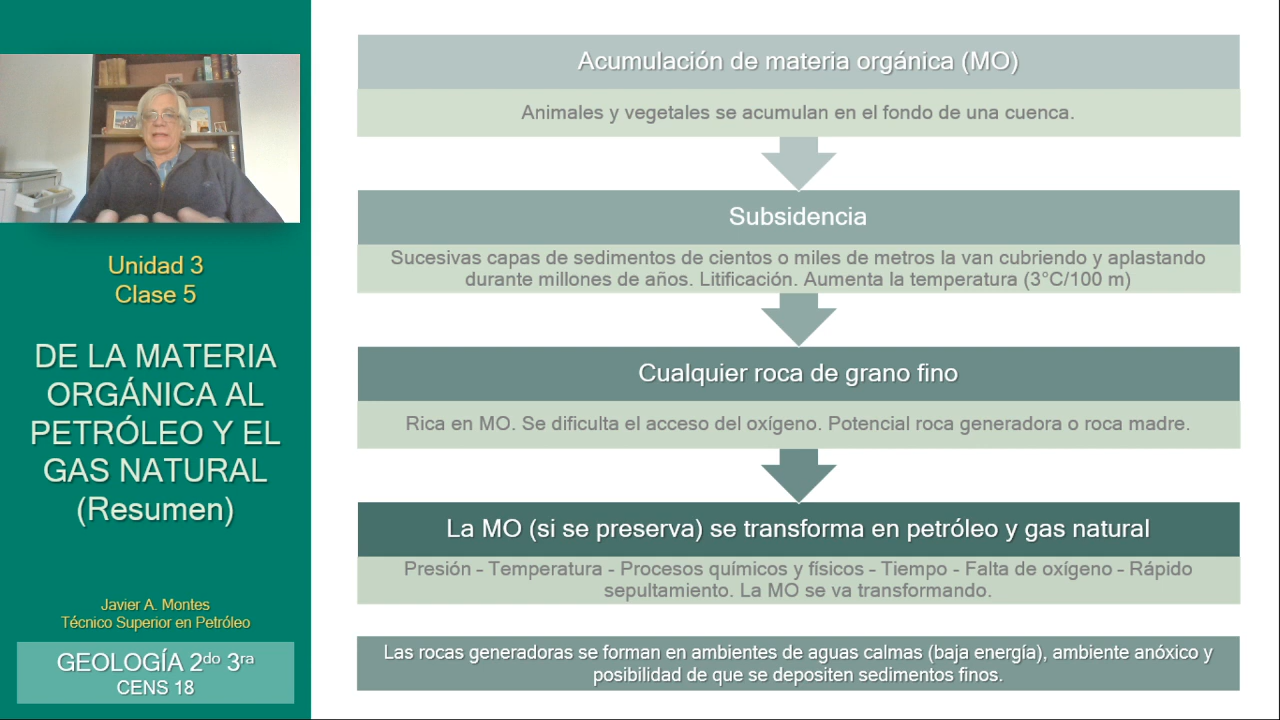 Unidad 3
Clase 5
DE LA MATERIA
ORGÁNICA AL
PETRÓLEO Y EL
GAS NATURAL
(Resumen)
Javier A. Montes
Técnico Superior en Petróleo
GEOLOGÍA 2do 3ra
CENS 18
Acumulación de materia orgánica (MO)
Animales y vegetales se acumulan en el fondo de una cuenca.
Subsidencia
Sucesivas capas de sedimentos de cientos o miles de metros la van cubriendo y aplastando
durante millones de años. Litificación. Aumenta la temperatura (3°C/100 m)
Cualquier roca de grano fino
Rica en MO. Se dificulta el acceso del oxígeno. Potencial roca generadora o roca madre.
La MO (si se preserva) se transforma en petróleo y gas natural
Presión - Temperatura - Procesos químicos y físicos - Tiempo - Falta de oxígeno - Rápido
sepultamiento. La MO se va transformando.
Las rocas generadoras se forman en ambientes de aguas calmas (baja energía), ambiente anóxico y
posibilidad de que se depositen sedimentos finos.